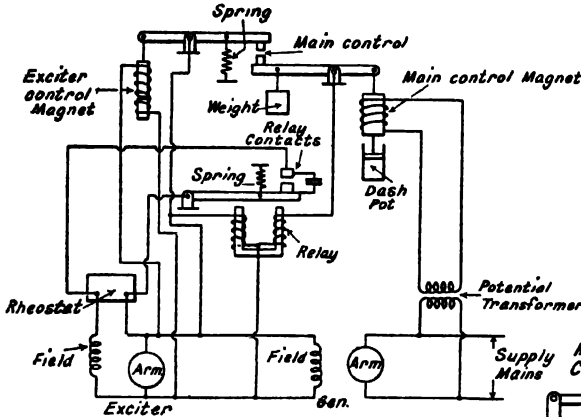 Spring
Main control
Exciter
control
Magnet
Main control Magnet
Weight
Relay
Contacts
Spring
Dash
Pot
Relay
Rheostat
Potential
Transformer
Field
Arm
Field
Arm
Supply
Mains
Exciter
Gen.